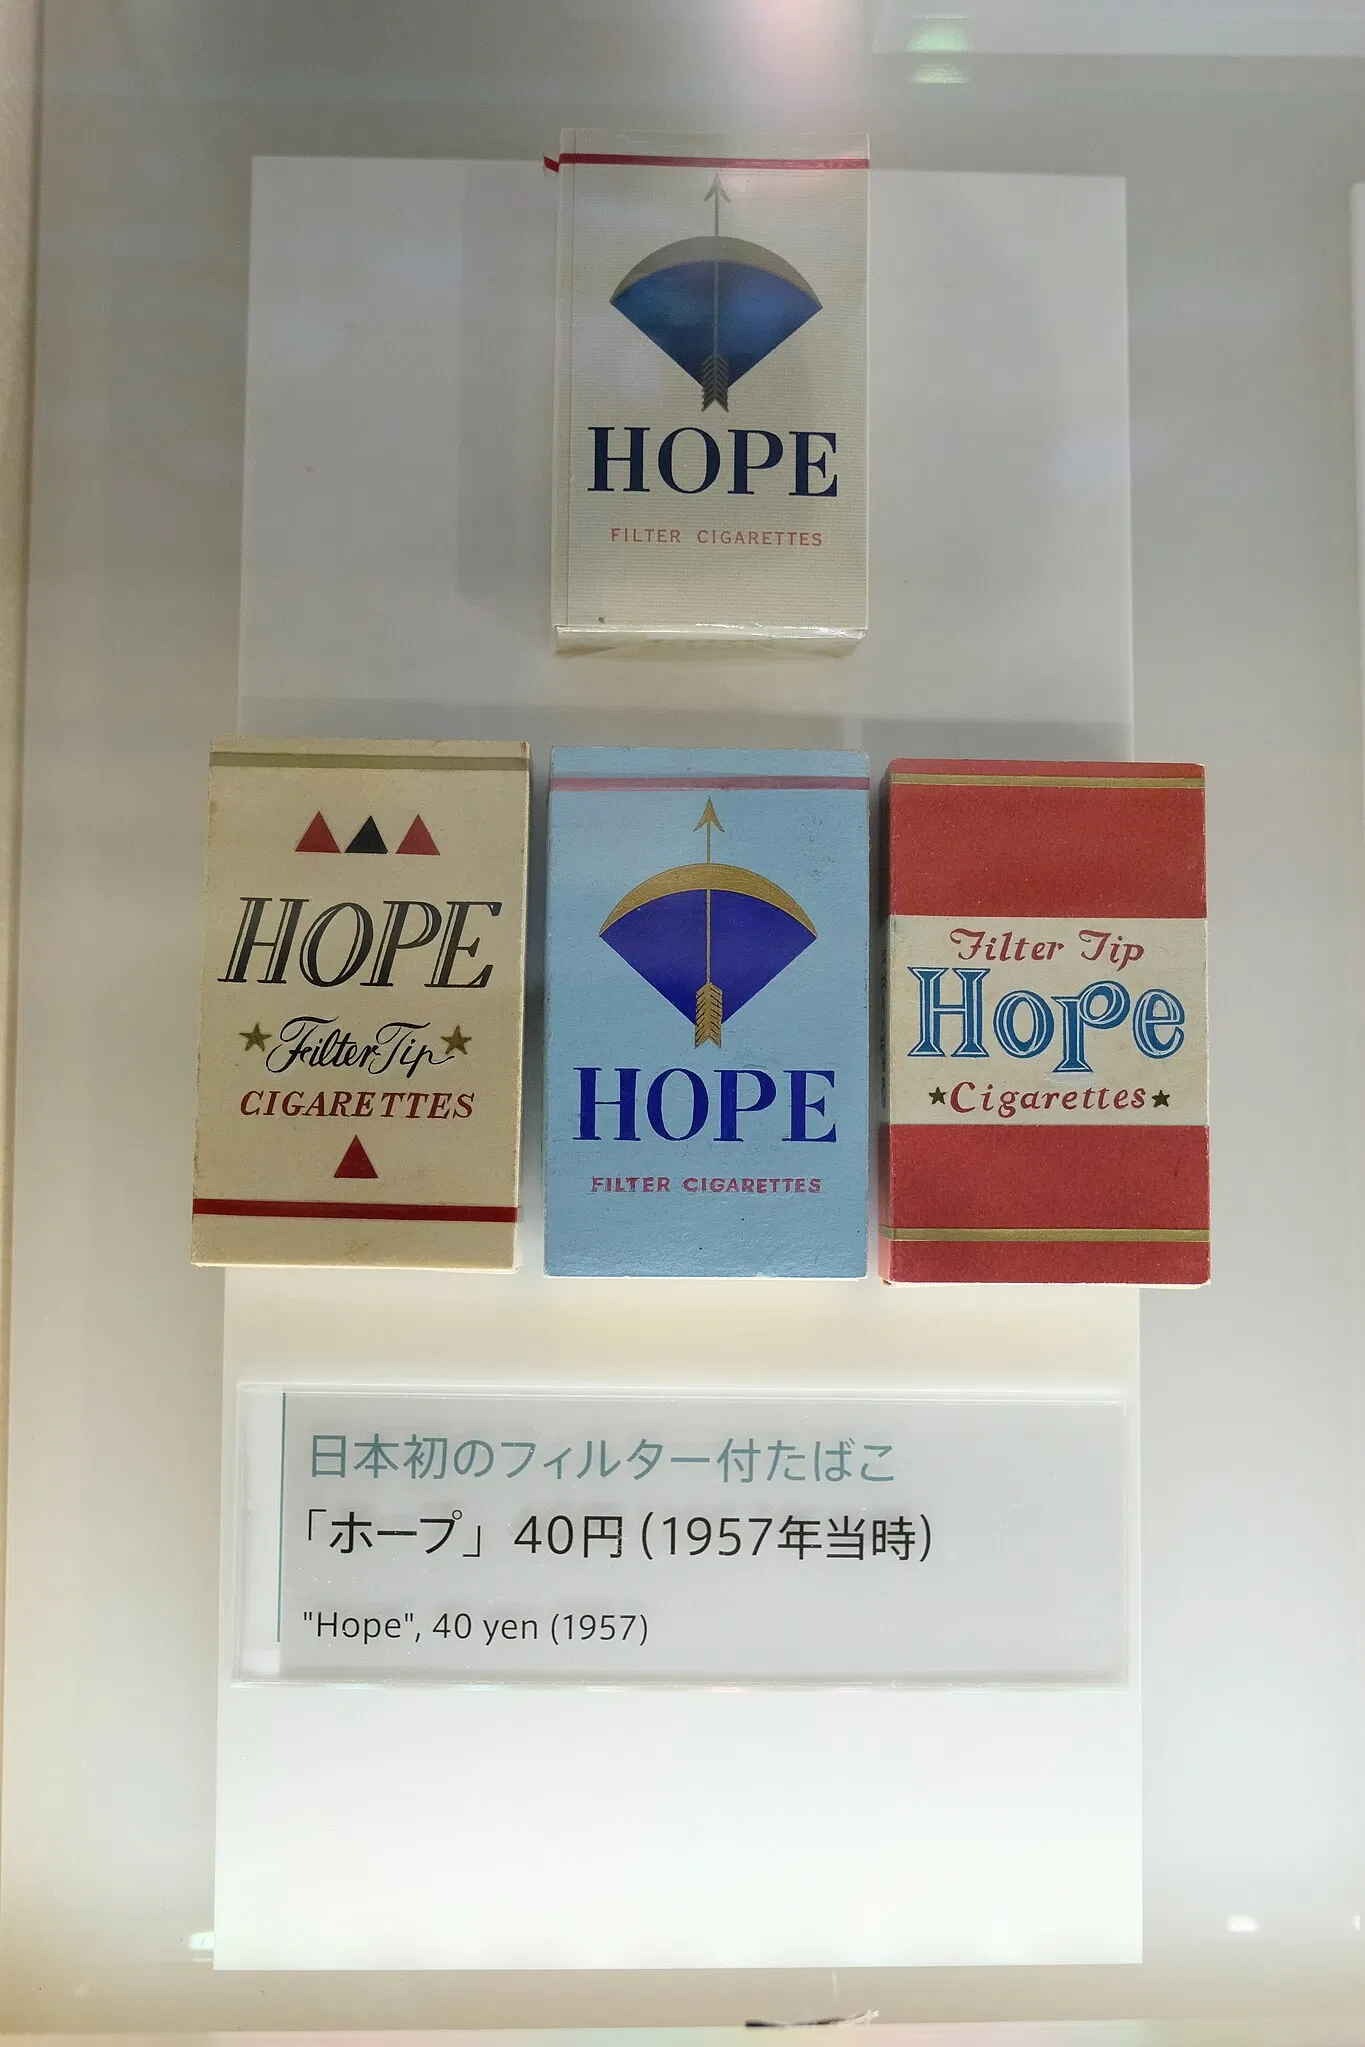 HOPE
FILTER CIGARETTES
HOPE
Filter Tip
CIGARETTES
HOPE
FILTER CIGARETTES
Filter Tip
Hope
Cigarettes
日本初のフィルター付たばこ
「ホープ」40円(1957年当時)
"Hope", 40 yen (1957)